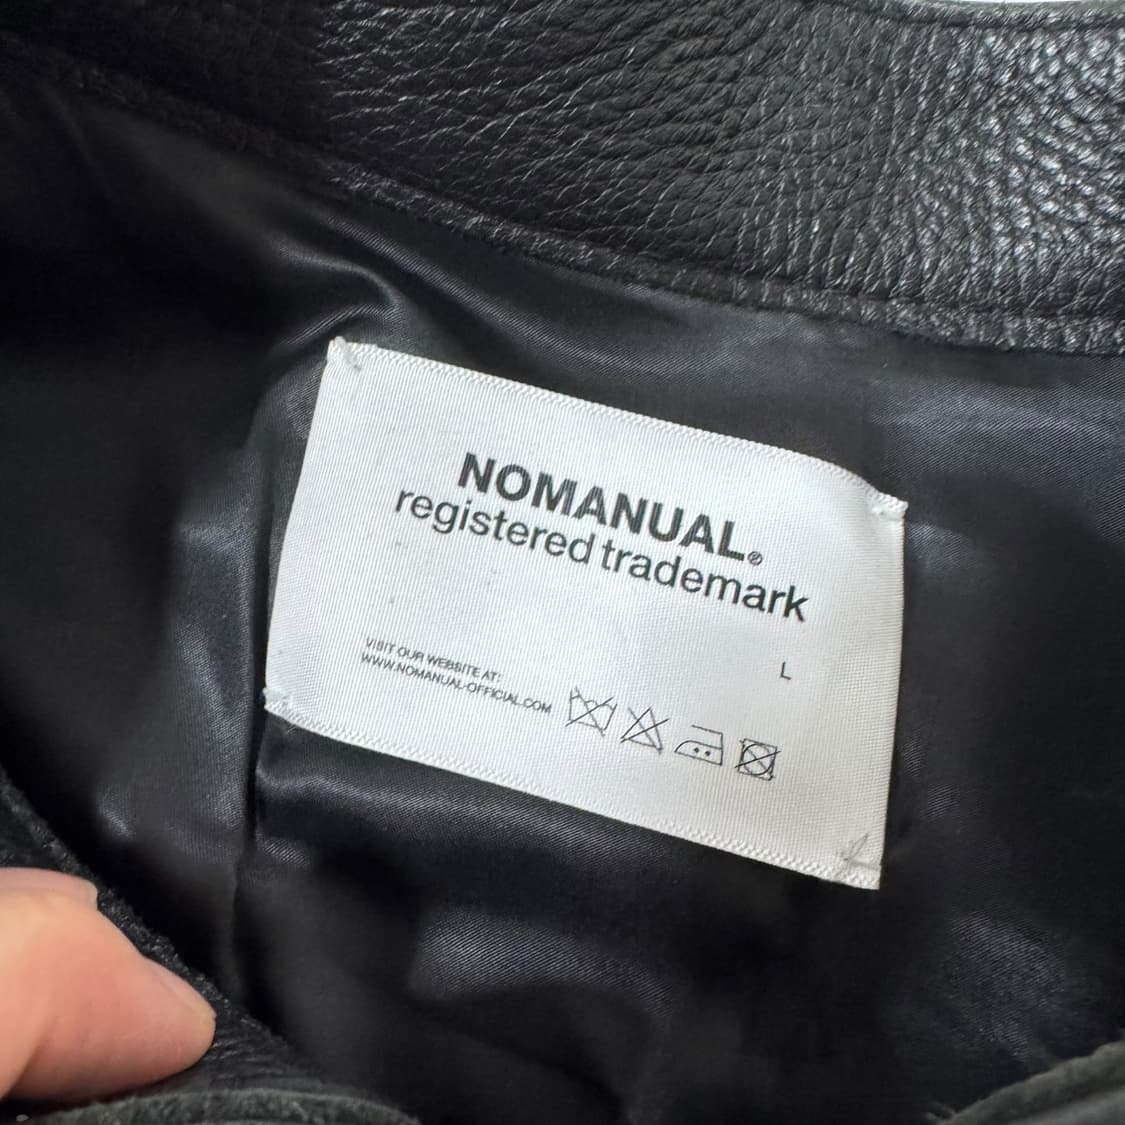 NOMANUAL®
registered trademark
L
VISIT OUR WEBSITE AT:
WWW.NOMANUAL-OFFICIAL.COM